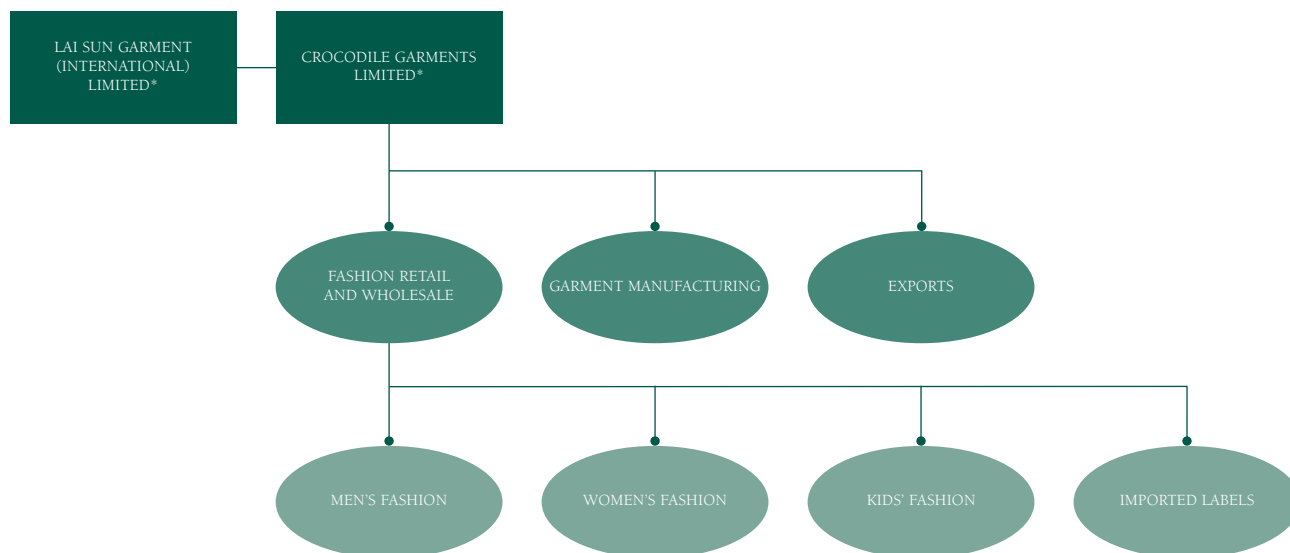 LAI SUN GARMENT
(INTERNATIONAL)
LIMITED*
CROCODILE GARMENTS
LIMITED*
FASHION RETAIL
AND WHOLESALE
GARMENT MANUFACTURING
EXPORTS
MEN'S FASHION
WOMEN'S FASHION
KIDS' FASHION
IMPORTED LABELS